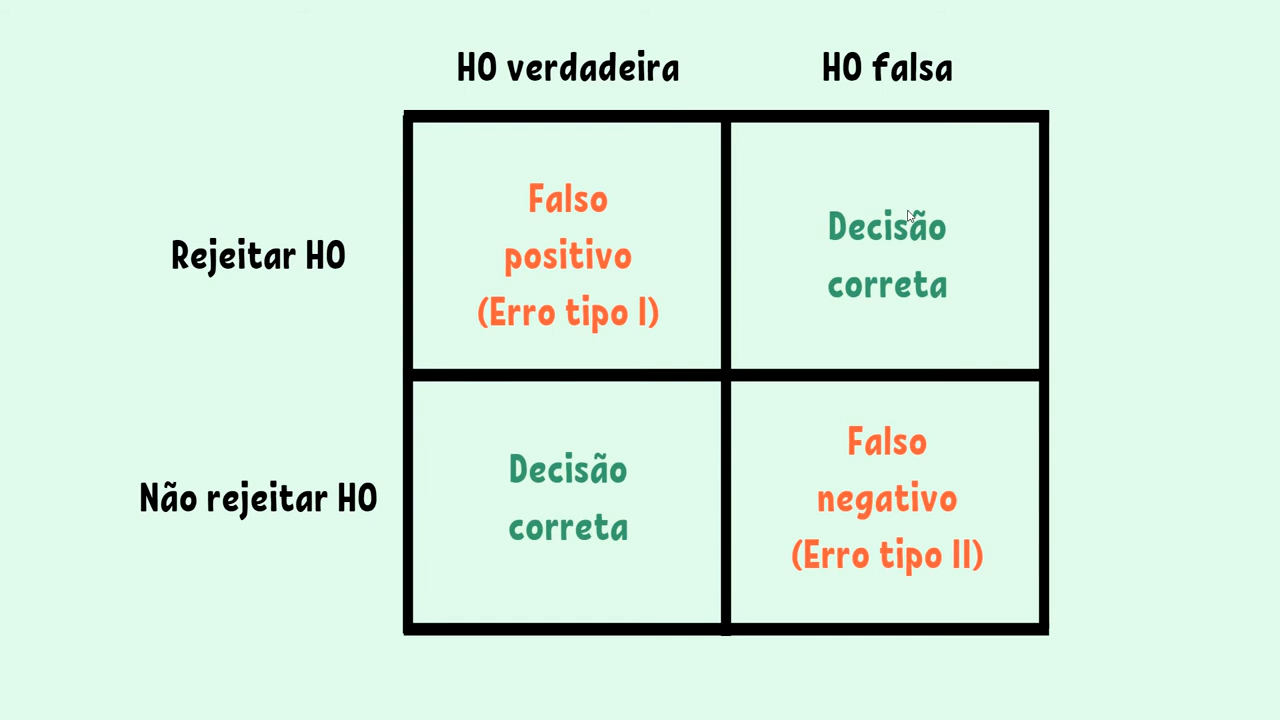 H0 verdadeira
H0 falsa
Rejeitar H0
Falso
positivo
(Erro tipo I)
Decisão
correta
Não rejeitar H0
Decisão
correta
Falso
negativo
(Erro tipo II)